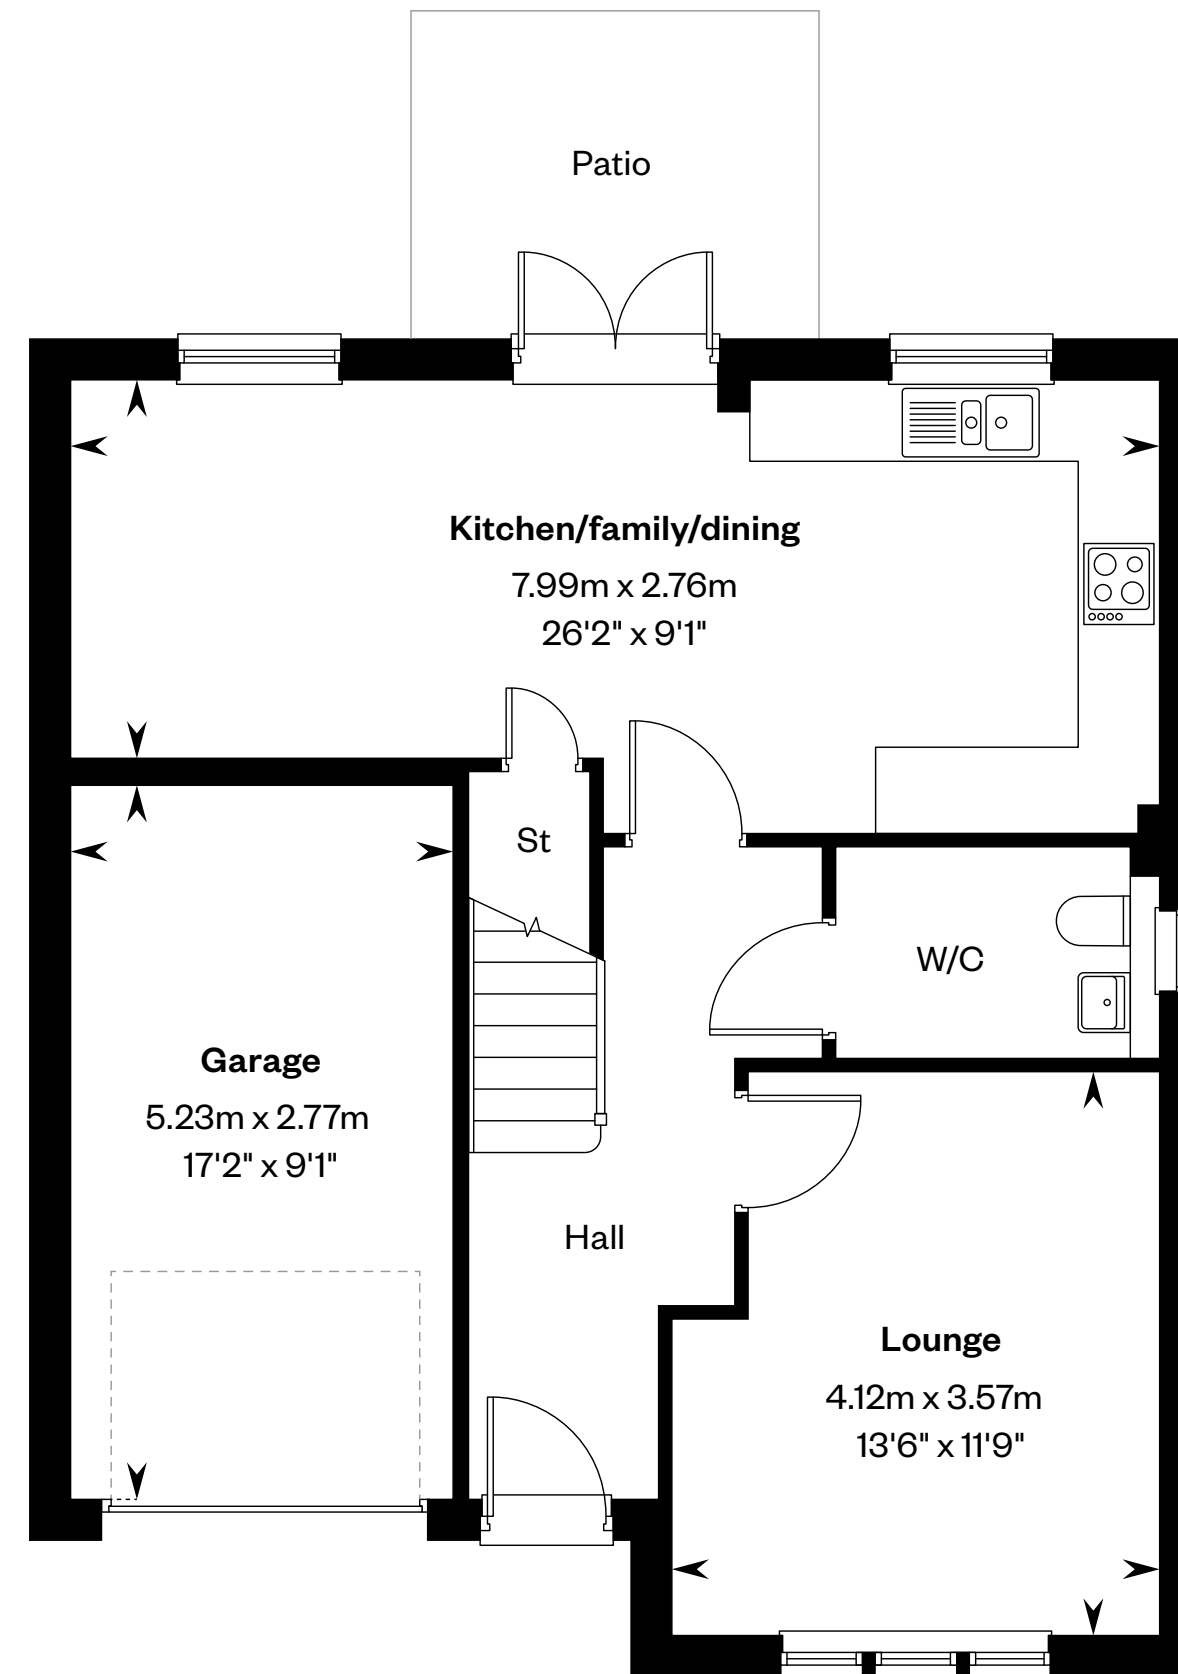 Patio
Kitchen/family/dining
7.99m x 2.76m
26'2" x 9'1"
St
W/C
Garage
5.23m x 2.77m
17'2" x 9'1"
Hall
Lounge
4.12m x 3.57m
13'6" x 11'9"